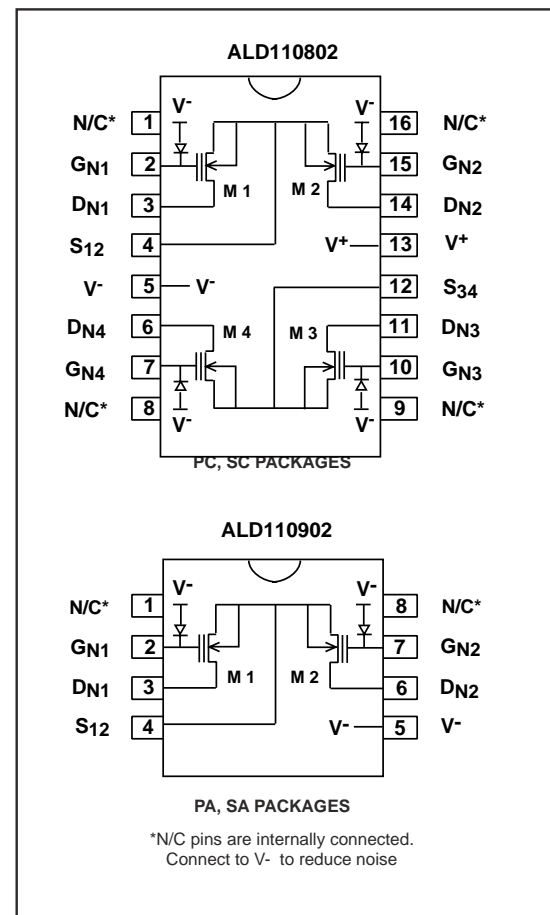 ALD110802
N/C* 1 V- V- 16 N/C*
GN1 2 M 1 M 2 15 GN2
DN1 3 14 DN2
S12 4 V+ 13 V+
V- 5 V- 12 S34
DN4 6 M 4 M 3 11 DN3
GN4 7 10 GN3
N/C* 8 V- V- 9 N/C*
PC, SC PACKAGES
ALD110902
N/C* 1 V- V- 8 N/C*
GN1 2 M 1 M 2 7 GN2
DN1 3 6 DN2
S12 4 V- 5 V-
PA, SA PACKAGES
*N/C pins are internally connected.
Connect to V- to reduce noise